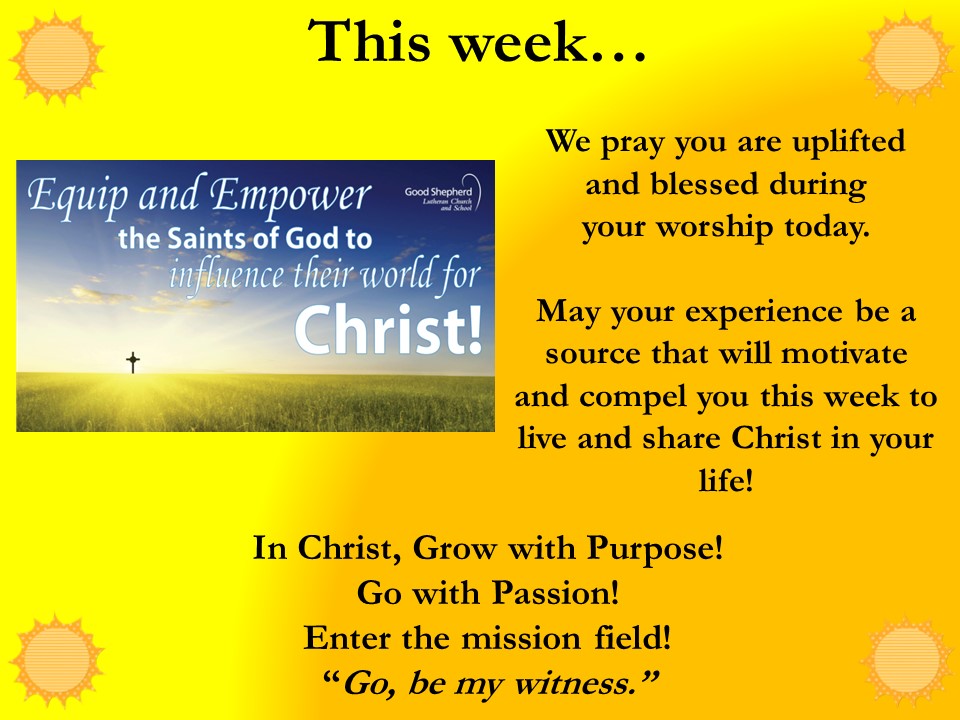 This week…
Equip and Empower
Good Shepherd
Lutheran Church
and School
the Saints of God to
influence their world for
Christ!
We pray you are uplifted
and blessed during
your worship today.
May your experience be a
source that will motivate
and compel you this week to
live and share Christ in your
life!
In Christ, Grow with Purpose!
Go with Passion!
Enter the mission field!
“Go, be my witness.”